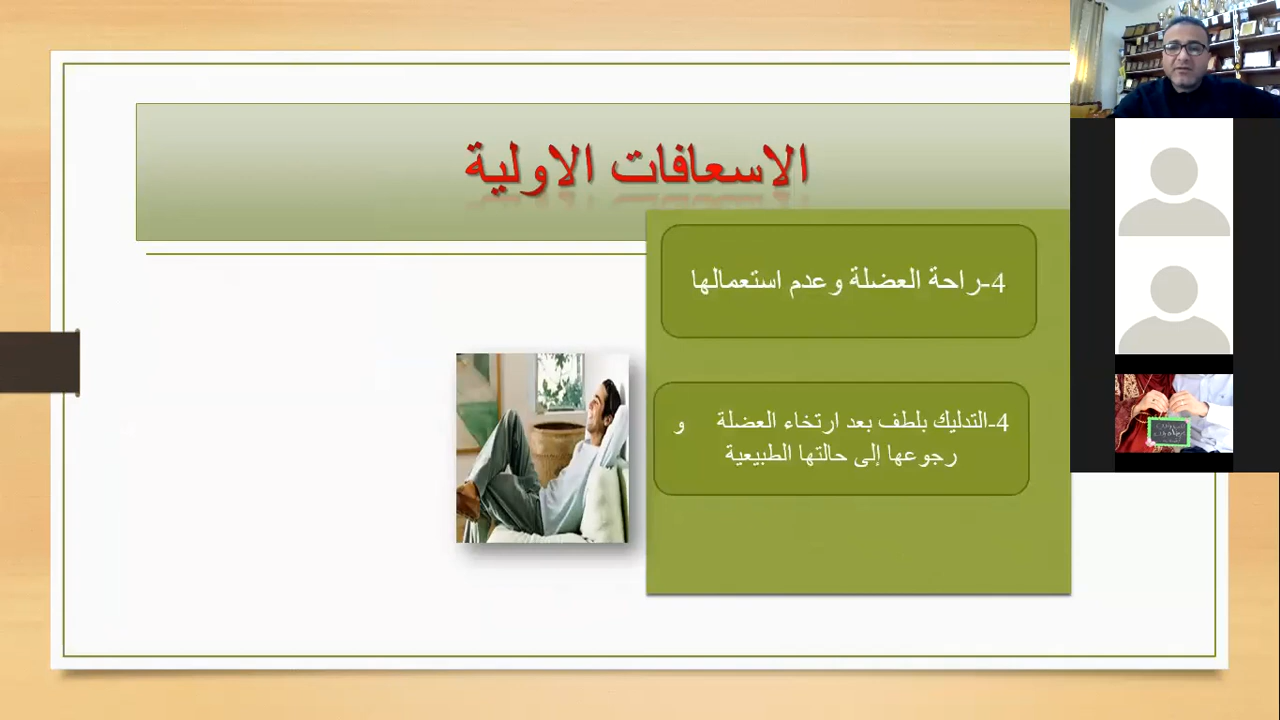 الاسعافات الاولية
4-راحة العضلة وعدم استعمالها
4-التدليك بلطف بعد ارتخاء العضلة و
رجوعها إلى حالتها الطبيعية